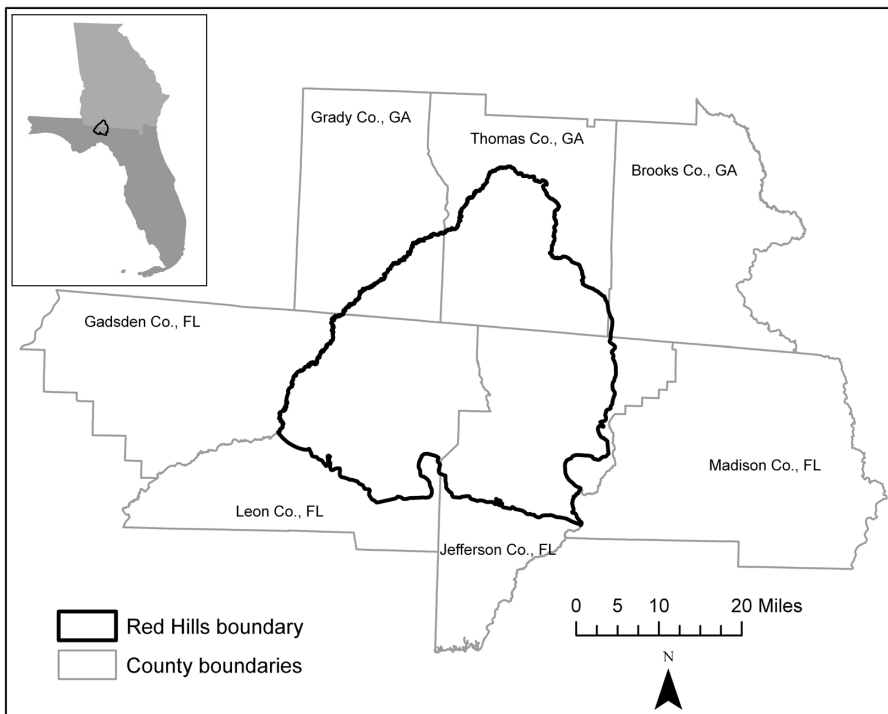 Grady Co., GA
Thomas Co., GA
Brooks Co., GA
Gadsden Co., FL
Madison Co., FL
Leon Co., FL
Jefferson Co., FL
Red Hills boundary
County boundaries
0 5 10 20 Miles
N